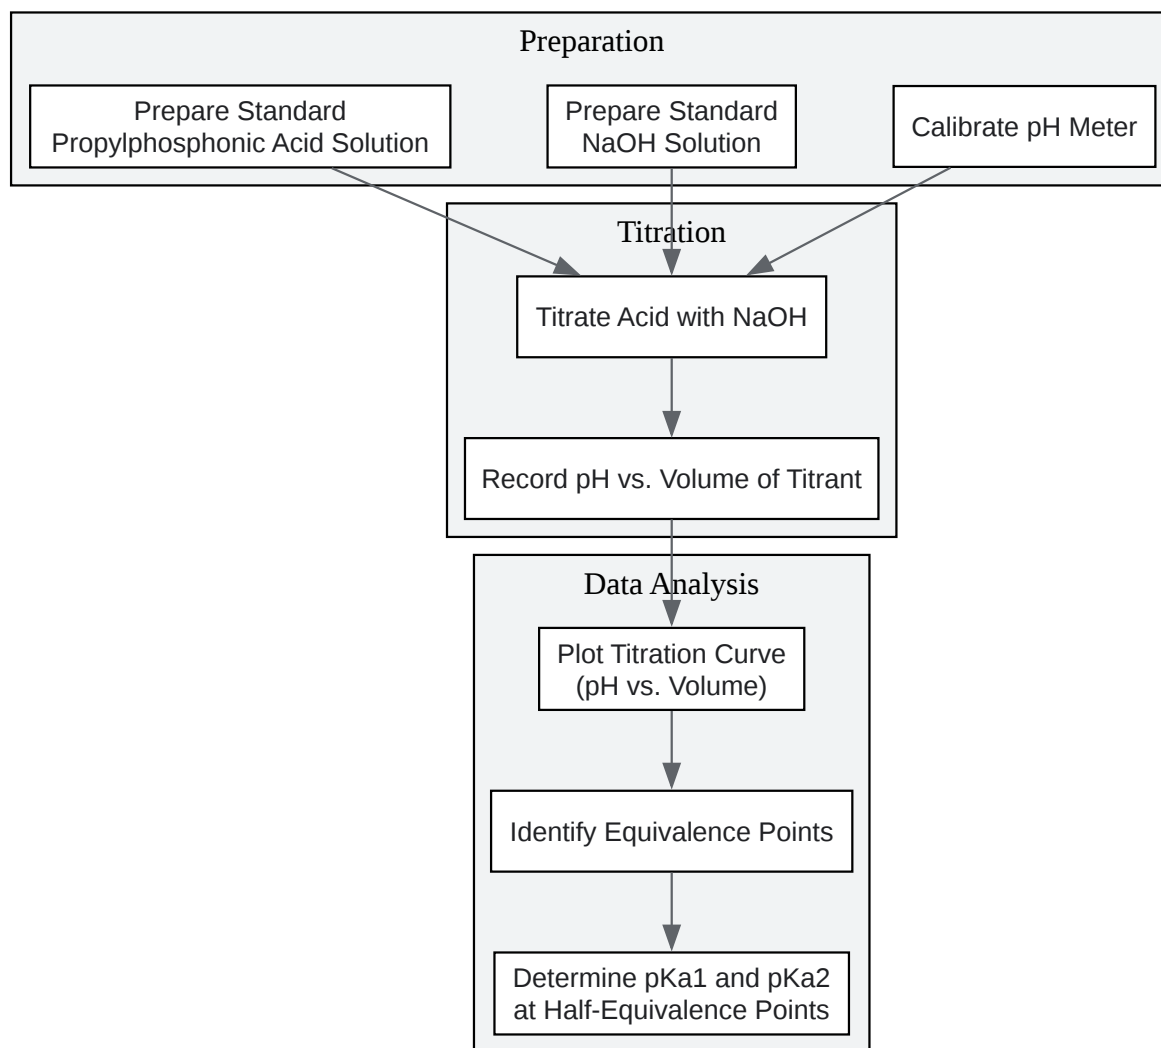 Preparation
Prepare Standard
Propylphosphonic Acid Solution
Prepare Standard
NaOH Solution
Calibrate pH Meter
Titration
Titrate Acid with NaOH
Record pH vs. Volume of Titrant
Data Analysis
Plot Titration Curve
(pH vs. Volume)
Identify Equivalence Points
Determine pKa1 and pKa2
at Half-Equivalence Points